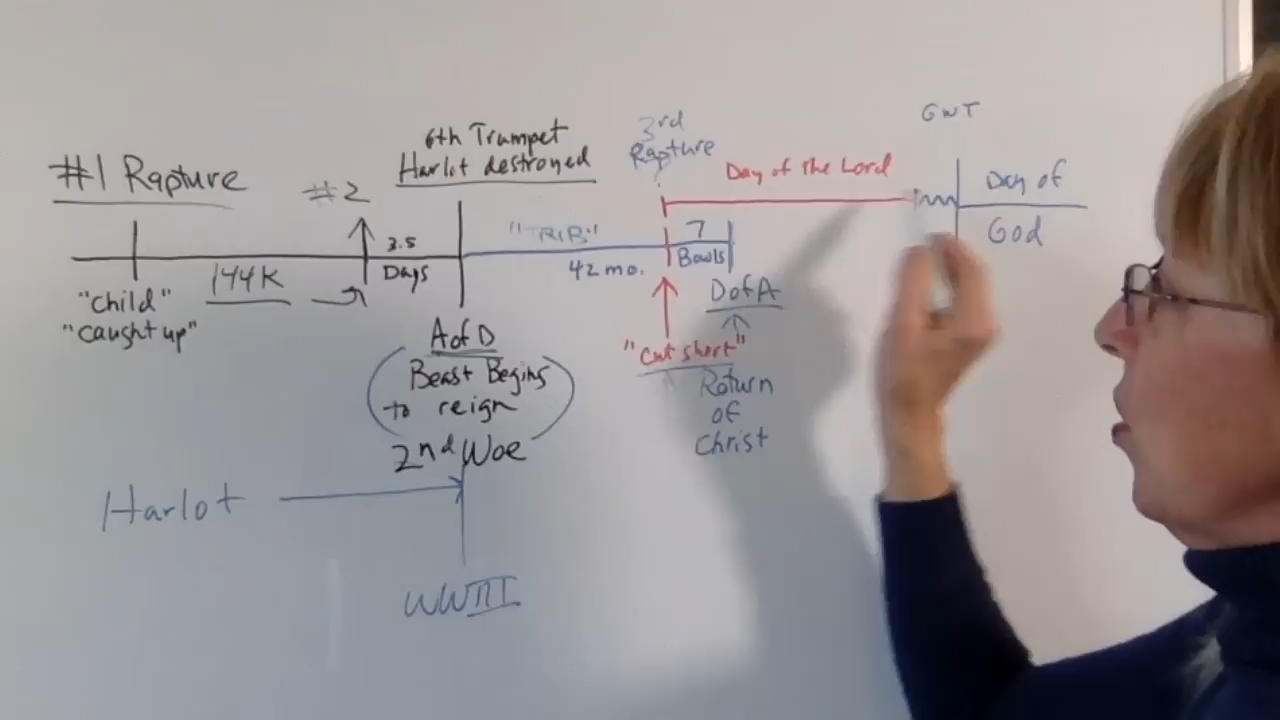 #1 Rapture
"child"
"caught up"
144K
#2
3.5
Days
6th Trumpet
Harlot destroyed
A of D
Beast Begins
to reign
2nd Woe
Harlot
WWIII
"TRIB"
42 mo.
3rd
Rapture
7
Bowls
D of A
"cut short"
Return
of
Christ
Day of the Lord
GWT
Day of
God